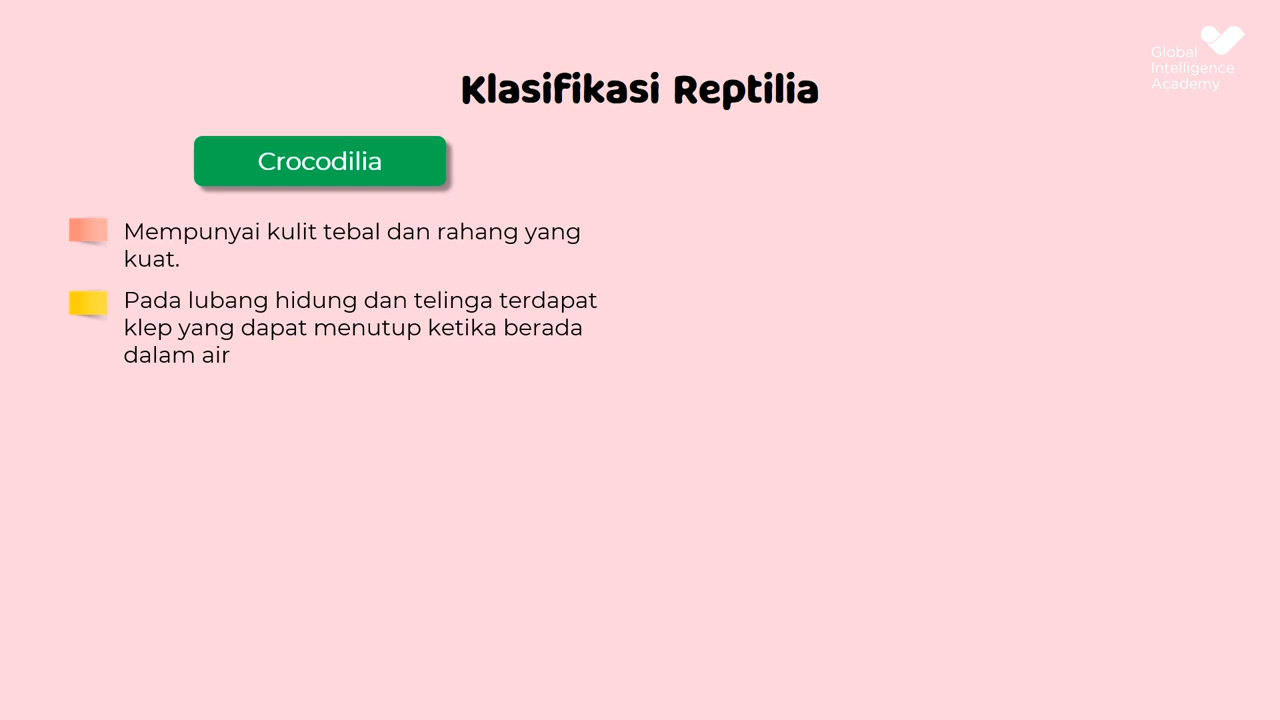 Global
Intelligence
Academy
Klasifikasi Reptilia
Crocodilia
Mempunyai kulit tebal dan rahang yang
kuat.
Pada lubang hidung dan telinga terdapat
klep yang dapat menutup ketika berada
dalam air